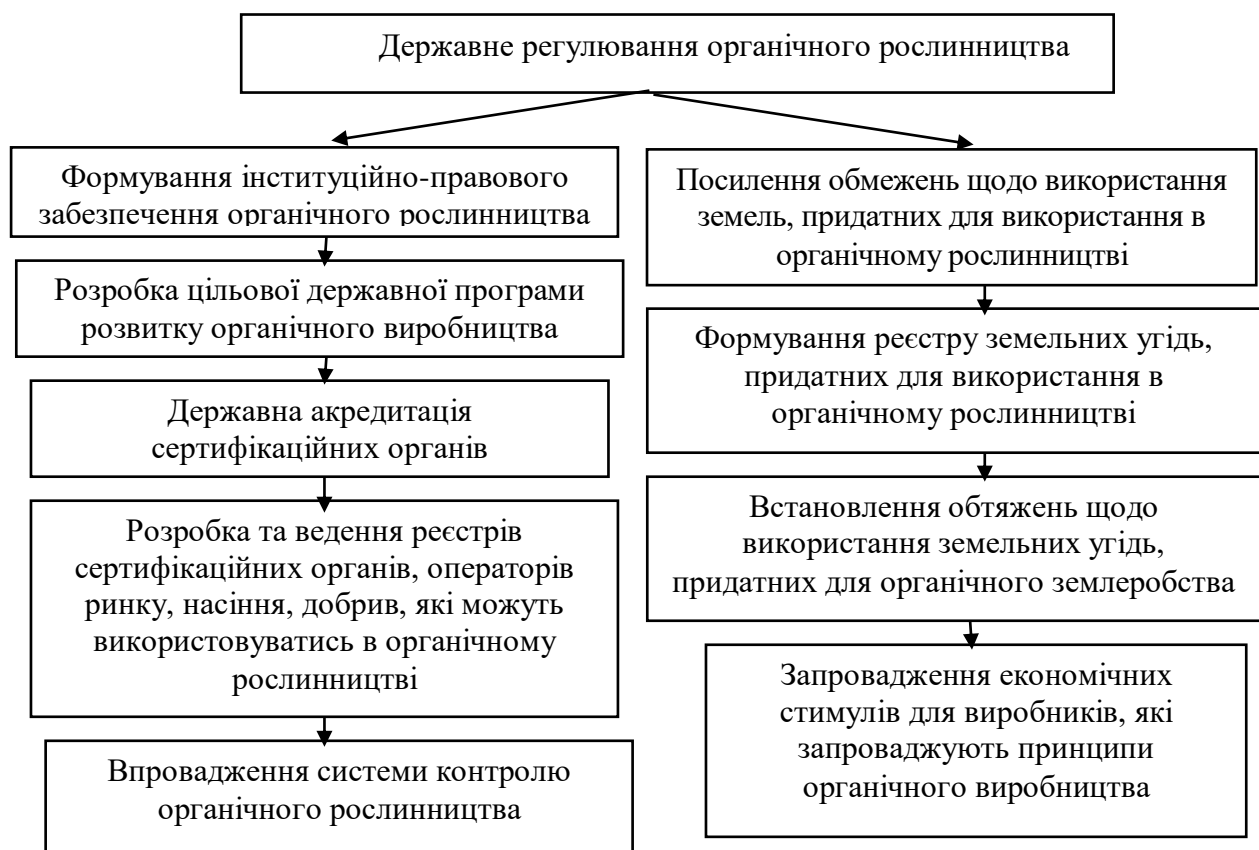 Державне регулювання органічного рослинництва
Формування інституційно-правового
забезпечення органічного рослинництва
Розробка цільової державної програми
розвитку органічного виробництва
Державна акредитація
сертифікаційних органів
Розробка та ведення реєстрів
сертифікаційних органів, операторів
ринку, насіння, добрив, які можуть
використовуватись в органічному
рослинництві
Впровадження системи контролю
органічного рослинництва
Посилення обмежень щодо використання
земель, придатних для використання в
органічному рослинництві
Формування реєстру земельних угідь,
придатних для використання в
органічному рослинництві
Встановлення обтяжень щодо
використання земельних угідь,
придатних для органічного землеробства
Запровадження економічних
стимулів для виробників, які
запроваджують принципи
органічного виробництва